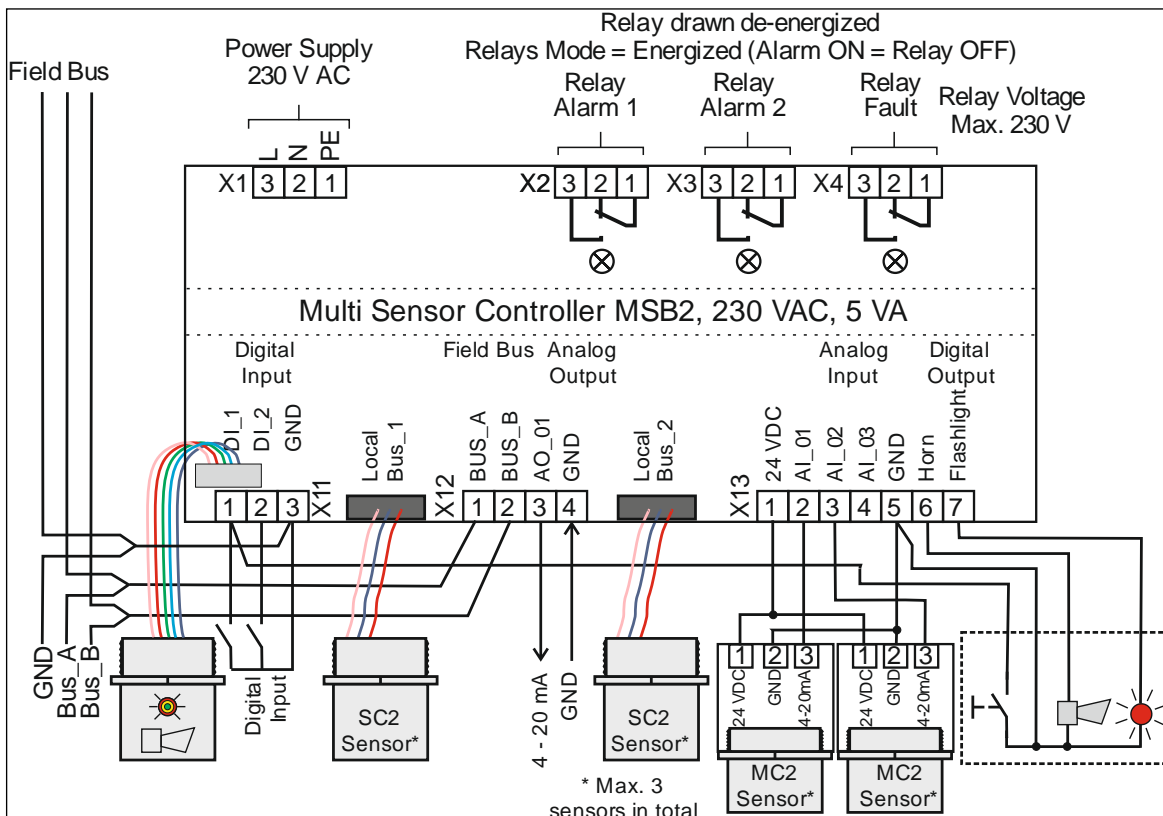 Relay drawn de-energized
Relays Mode = Energized (Alarm ON = Relay OFF)
Power Supply
230 V AC
Field Bus
Relay
Alarm 1
Relay
Alarm 2
Relay
Fault
Relay Voltage
Max. 230 V
L
N
PE
X1 3 2 1
X2 3 2 1
X3 3 2 1
X4 3 2 1
Multi Sensor Controller MSB2, 230 VAC, 5 VA
Digital
Input
Field Bus
Analog
Output
Analog
Input
Digital
Output
DI_1
DI_2
GND
Local
Bus_1
BUS_A
BUS_B
AO_01
GND
Local
Bus_2
24 VDC
AI_01
AI_02
AI_03
GND
Horn
Flashlight
1 2 3 X11
X12 1 2 3 4
X13 1 2 3 4 5 6 7
GND
Bus_A
Bus_B
Digital
Input
SC2
Sensor*
4 - 20 mA
GND
SC2
Sensor*
* Max. 3
sensors in total
1 2 3
24 VDC
GND
4-20mA
MC2
Sensor*
1 2 3
24 VDC
GND
4-20mA
MC2
Sensor*